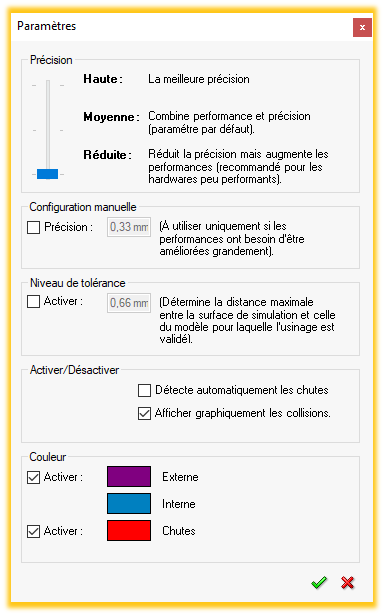 Paramètres
x
Précision
Haute : La meilleure précision
Moyenne : Combine performance et précision
(paramètre par défaut).
Réduite : Réduit la précision mais augmente les
performances (recommandé pour les
hardwares peu performants).
Configuration manuelle
Précision : 0,33 mm (À utiliser uniquement si les
performances ont besoin d'être
améliorées grandement).
Niveau de tolérance
Activer : 0,66 mm (Détermine la distance maximale
entre la surface de simulation et celle
du modèle pour laquelle l'usinage est
validé).
Activer/Désactiver
Détecte automatiquement les chutes
Afficher graphiquement les collisions.
Couleur
Activer : Externe
Interne
Activer : Chutes